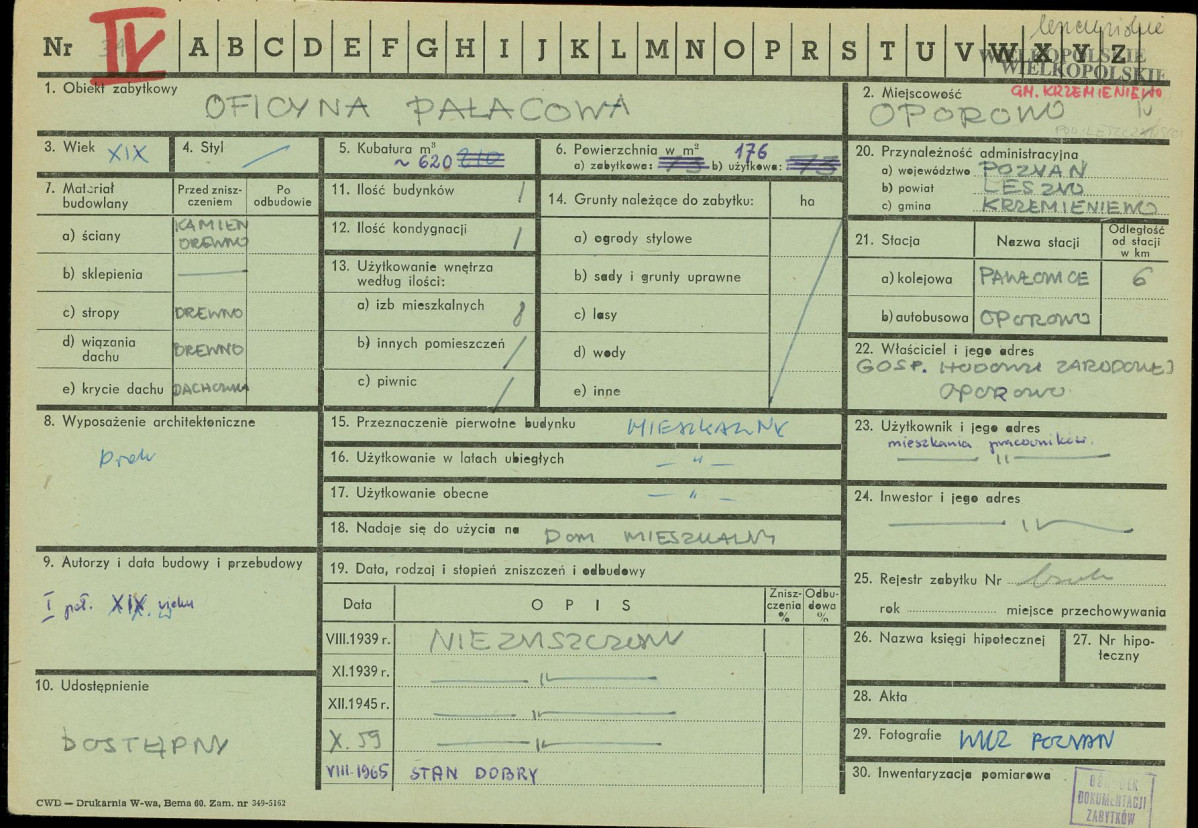 Nr IV A B C D E F G H I J K L M N O P R S T U V W X Y Z
WIELKOPOLSKIE
WIELKOPOLSKIE
1. Obiekt zabytkowy
OFICYNA PAŁACOWA
2. Miejscowość GM. KRZEMIENIEWO
OPOROWO
3. Wiek XIX
4. Styl
5. Kubatura m³
~ 620 210
6. Powierzchnia w m² 176
a) zabytkowa: 75 b) użytkowa: 75
20. Przynależność administracyjna
a) województwo POZNAŃ
b) powiat LESZNO
c) gmina KRZEMIENIEWO
7. Materiał budowlany
Przed zniszczeniem
Po odbudowie
a) ściany KAMIEŃ
DREWNO
b) sklepienia
c) stropy DREWNO
d) wiązania dachu DREWNO
e) krycie dachu DACHÓWKA
11. Ilość budynków 1
12. Ilość kondygnacji 1
13. Użytkowanie wnętrza
według ilości:
a) izb mieszkalnych 8
b) innych pomieszczeń
c) piwnic
14. Grunty należące do zabytku: ha
a) ogrody stylowe
b) sady i grunty uprawne
c) lasy
d) wody
e) inne
21. Stacja Nazwa stacji Odległość od stacji w km
a) kolejowa PAWŁOWICE 6
b) autobusowa OPOROWO
22. Właściciel i jego adres
GOSP. HODOWLI ZARODOWEJ
OPOROWO
8. Wyposażenie architektoniczne
brak
15. Przeznaczenie pierwotne budynku MIESZKALNY
16. Użytkowanie w latach ubiegłych — " —
17. Użytkowanie obecne — " —
18. Nadaje się do użycia na DOM MIESZKALNY
23. Użytkownik i jego adres
mieszkania pracowników.
— " —
24. Inwestor i jego adres
— " —
9. Autorzy i data budowy i przebudowy
I poł. XIX wieku
19. Data, rodzaj i stopień zniszczeń i odbudowy
Data O P I S Zniszczenia % Odbudowa %
VIII.1939 r. NIEZNISZCZONY
XI.1939 r. — " —
XII.1945 r. — " —
X. 59 — " —
VIII-1965 STAN DOBRY
25. Rejestr zabytku Nr brak
rok miejsce przechowywania
26. Nazwa księgi hipotecznej
27. Nr hipoteczny
10. Udostępnienie
DOSTĘPNY
28. Akta
29. Fotografie WKZ POZNAŃ
30. Inwentaryzacja pomiarowa
OŚRODEK
DOKUMENTACJI
ZABYTKÓW
CWD — Drukarnia W-wa, Bema 60. Zam. nr 349-5162